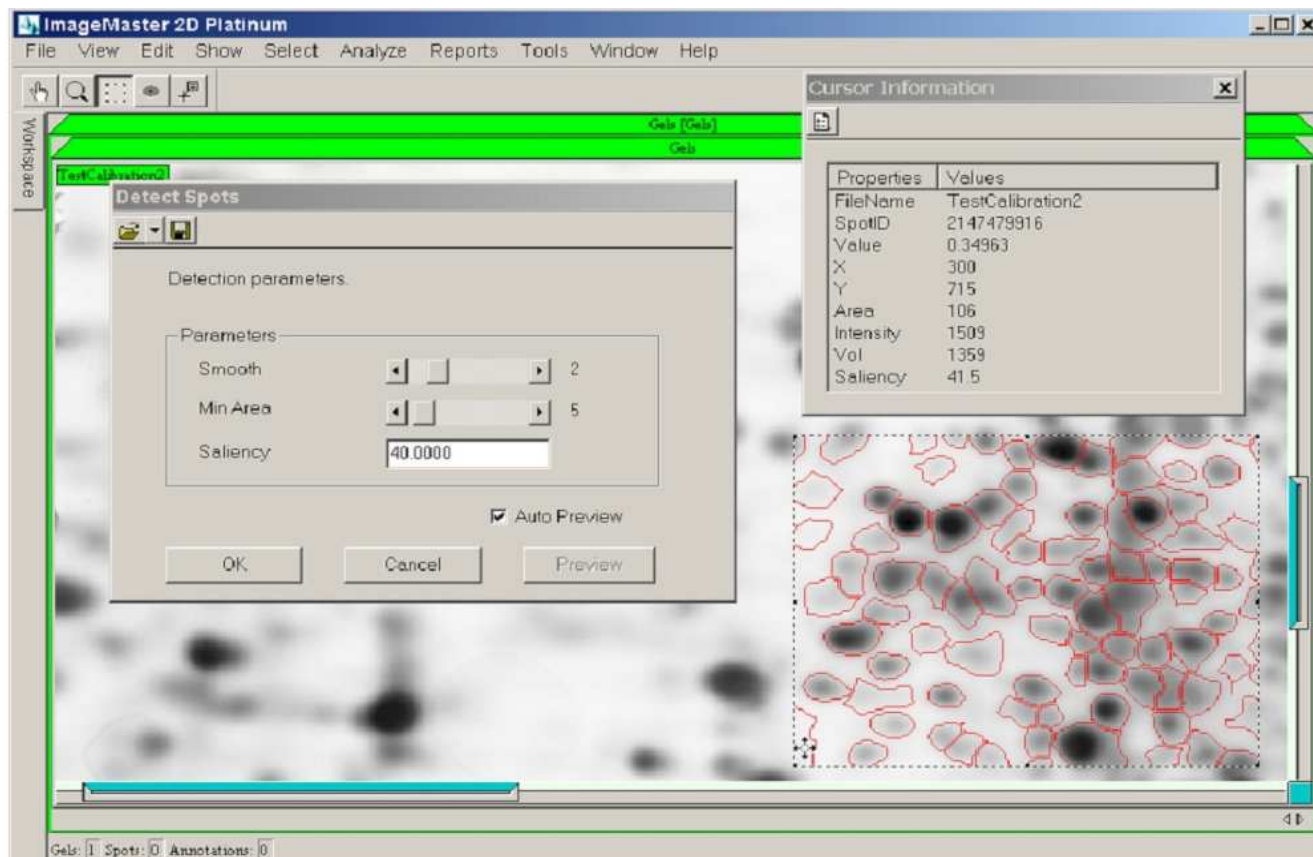 ImageMaster 2D Platinum
File View Edit Show Select Analyze Reports Tools Window Help
Workspace
Gels [Gels]
Gels
TestCalibration2
Detect Spots
Detection parameters.
Parameters
Smooth 2
Min Area 5
Saliency 40.0000
Auto Preview
OK Cancel Preview
Cursor Information
Properties Values
FileName TestCalibration2
SpotID 2147479916
Value 0.34963
X 300
Y 715
Area 106
Intensity 1509
Vol 1359
Saliency 41.5
Gels: 1 Spots: 0 Annotations: 0